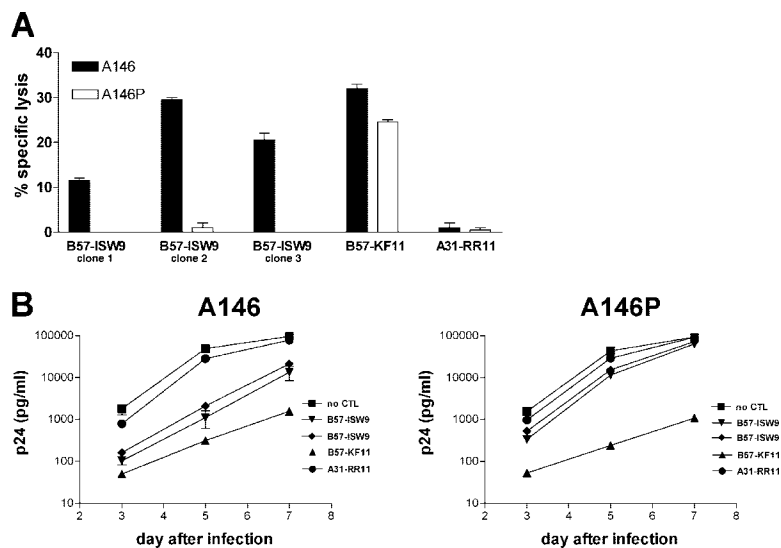 A
% specific lysis
40
30
20
10
0
A146
A146P
B57-ISW9
clone 1
B57-ISW9
clone 2
B57-ISW9
clone 3
B57-KF11
A31-RR11
B
A146
p24 (pg/ml)
100000
10000
1000
100
10
2
3
4
5
6
7
8
day after infection
no CTL
B57-ISW9
B57-ISW9
B57-KF11
A31-RR11
A146P
p24 (pg/ml)
100000
10000
1000
100
10
2
3
4
5
6
7
8
day after infection
no CTL
B57-ISW9
B57-ISW9
B57-KF11
A31-RR11